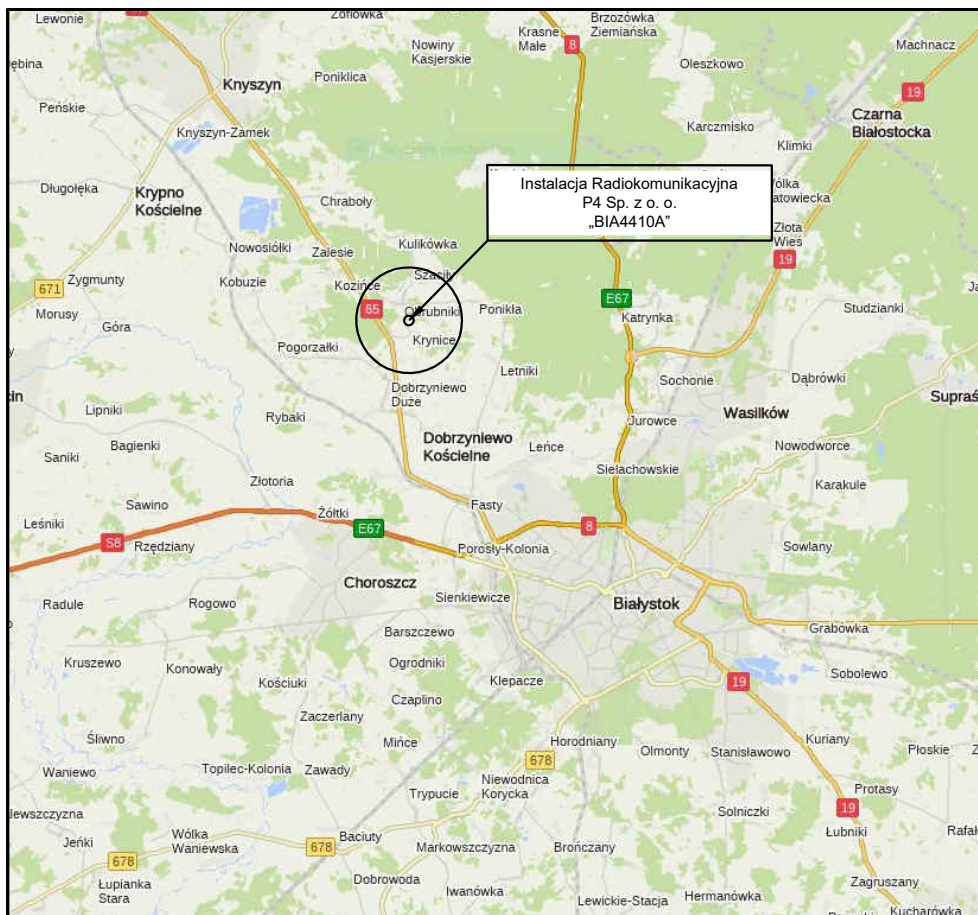 Lewonie
Zofiówka
Krasne
Małe
Brzozówka
Ziemiańska
8
Nowiny
Kasjerskie
Machnacz
Oleszkowo
Knyszyn
Poniklica
19
Peńskie
Czarna
Białostocka
Karczmisko
Knyszyn-Zamek
Klimki
Instalacja Radiokomunikacyjna
P4 Sp. z o. o.
„BIA4410A”
Długołęka
Krypno
Kościelne
Chraboły
Złota
Wieś
Nowosiółki
Zalesie
Kulikówka
19
Szaciły
Zygmunty
Kobuzie
Kozińce
671
E67
65
Ponikła
Studzianki
Morusy
Góra
Katrynka
Krynice
Pogorzałki
Letniki
Dobrzyniewo
Duże
Sochonie
Dąbrówki
Lipniki
Rybaki
Wasilków
Jurowce
Bagienki
Dobrzyniewo
Kościelne
Leńce
Nowodworce
Saniki
Sielachowskie
Złotoria
Karakule
Sawino
Fasty
Leśniki
Żółtki
E67
8
S8
Rzędziany
Porosły-Kolonia
Sowlany
Choroszcz
Sienkiewicze
Białystok
Radule
Rogowo
Grabówka
Barszczewo
Kruszewo
Konowały
Ogrodniki
Sobolewo
Kościuki
Klepacze
19
Czaplino
Zaczerlany
Śliwno
Mińce
Horodniany
Kuriany
Olmonty
Stanisławowo
Płoskie
678
Waniewo
Topilec-Kolonia
Zawady
Niewodnica
Korycka
Protasy
Trypucie
19
Solniczki
Łubniki
Wólka
Waniewska
Baciuty
Jeńki
678
Markowszczyzna
Brończany
678
Dobrowoda
Zagruszany
Łupianka
Stara
Iwanówka
Lewickie-Stacja
Hermanówka
Kucharówka